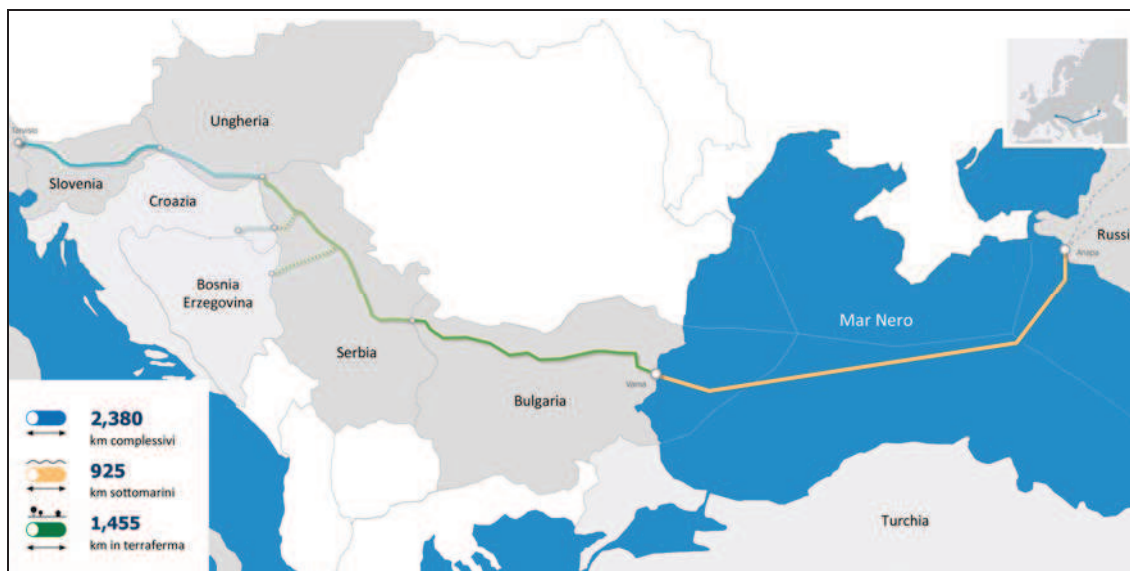 Ungheria
Tarvisio
Slovenia
Croazia
Russi
Anapa
Bosnia
Erzegovina
Mar Nero
Serbia
Varna
Bulgaria
2,380
km complessivi
925
km sottomarini
1,455
km in terraferma
Turchia